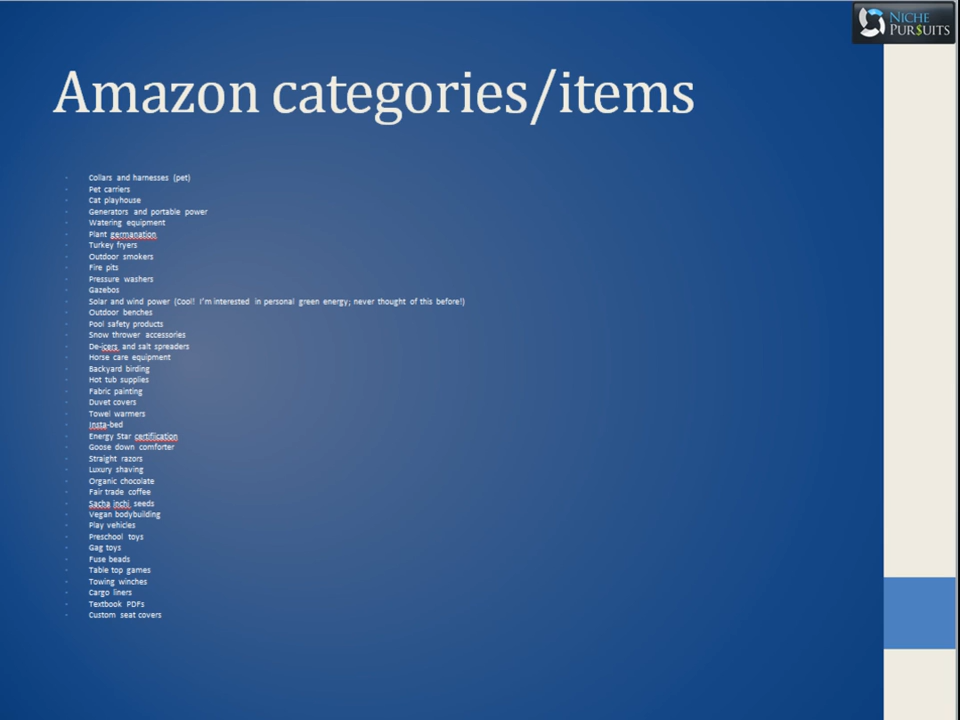 NICHE
PUR$UITS
Amazon categories/items
Collars and harnesses (pet)
Pet carriers
Cat playhouse
Generators and portable power
Watering equipment
Plant germanation
Turkey fryers
Outdoor smokers
Fire pits
Pressure washers
Gazebos
Solar and wind power (Cool! I'm interested in personal green energy; never thought of this before!)
Outdoor benches
Pool safety products
Snow thrower accessories
De-icers and salt spreaders
Horse care equipment
Backyard birding
Hot tub supplies
Fabric painting
Duvet covers
Towel warmers
Insta-bed
Energy Star certification
Goose down comforter
Straight razors
Luxury shaving
Organic chocolate
Fair trade coffee
Sacha inchi seeds
Vegan bodybuilding
Play vehicles
Preschool toys
Gag toys
Fuse beads
Table top games
Towing winches
Cargo liners
Textbook PDFs
Custom seat covers